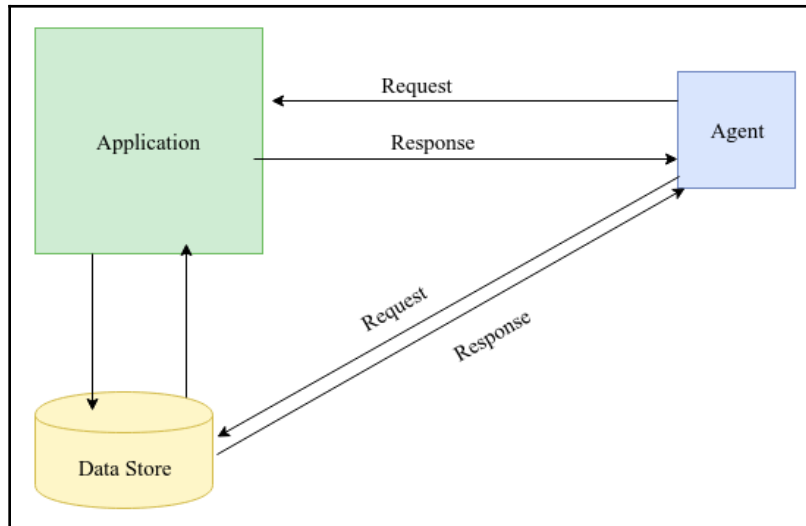 Request
Application
Agent
Response
Request
Response
Data Store